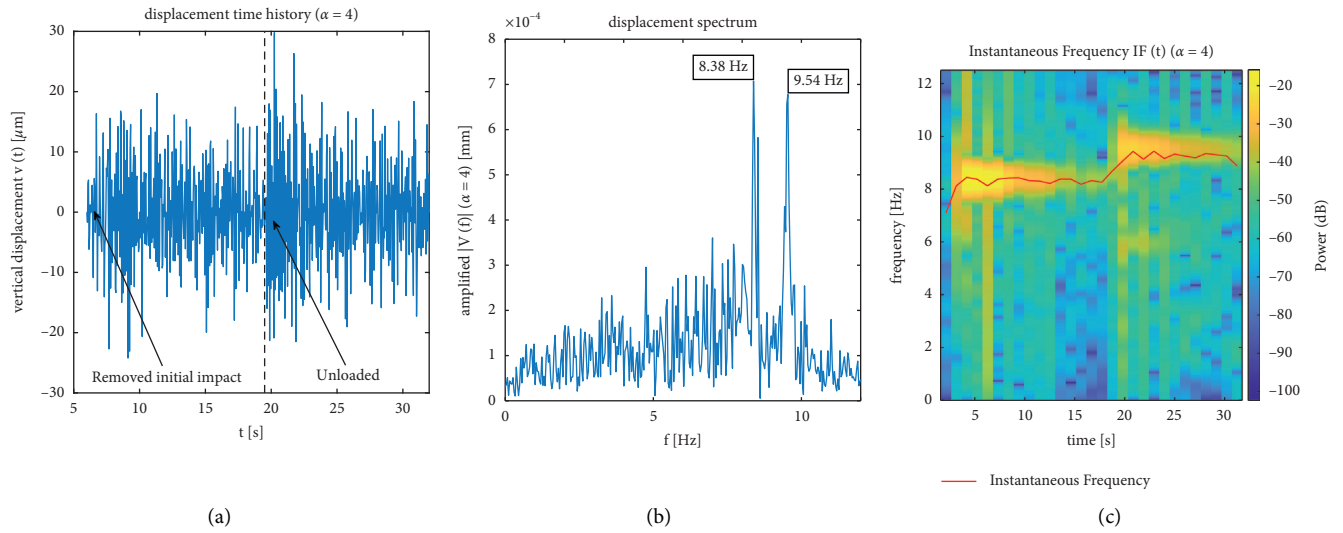 displacement time history (α = 4)
30
20
10
0
−10
−20
−30
vertical displacement v (t) [μm]
Removed initial impact
Unloaded
5
10
15
20
25
30
t [s]
(a)
×10⁻⁴
displacement spectrum
8
7
6
5
4
3
2
1
0
amplified |V (f)| (α = 4) [mm]
8.38 Hz
9.54 Hz
0
5
10
f [Hz]
(b)
Instantaneous Frequency IF (t) (α = 4)
12
10
8
6
4
2
0
frequency [Hz]
5
10
15
20
25
30
time [s]
−20
−30
−40
−50
−60
−70
−80
−90
−100
Power (dB)
Instantaneous Frequency
(c)